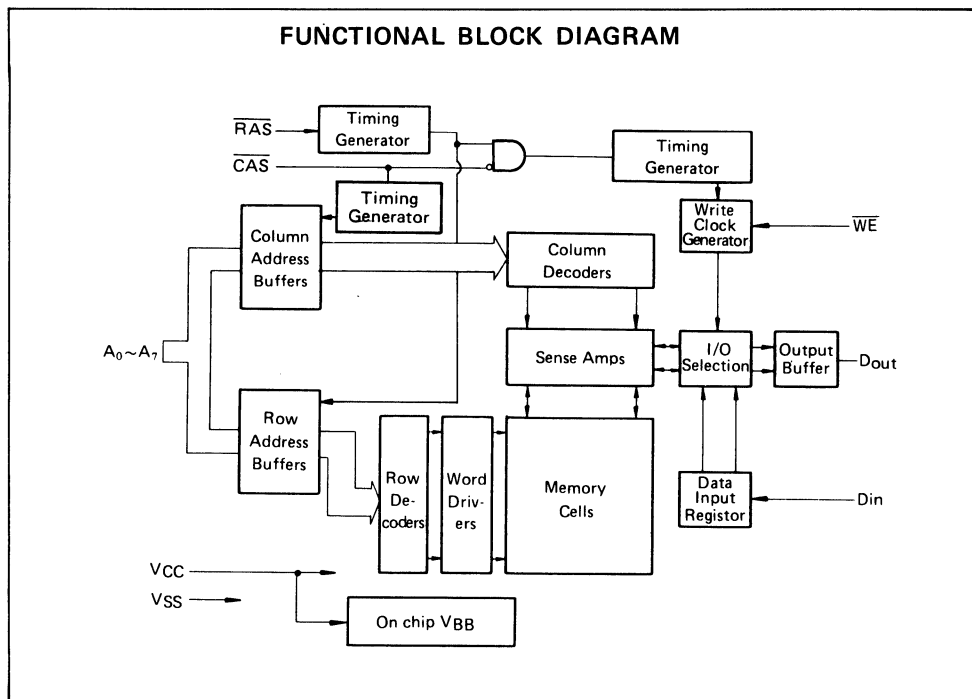 FUNCTIONAL BLOCK DIAGRAM
RAS
Timing
Generator
CAS
Timing
Generator
Timing
Generator
Write
Clock
Generator
WE
Column
Address
Buffers
Column
Decoders
A0~A7
Sense Amps
I/O
Selection
Output
Buffer
Dout
Row
Address
Buffers
Row
De-
coders
Word
Driv-
ers
Memory
Cells
Data
Input
Registor
Din
VCC
VSS
On chip VBB